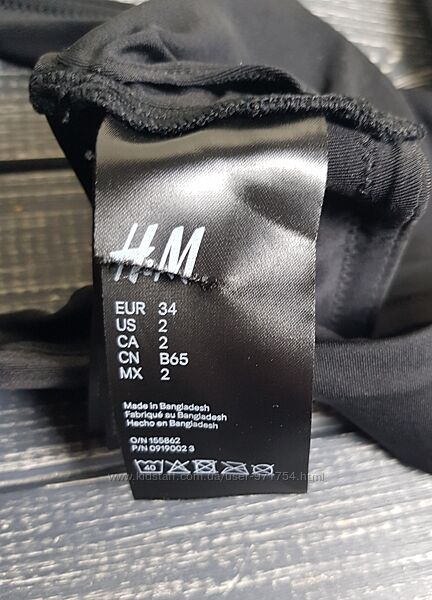 H&M
EUR 34
US 2
CA 2
CN B65
MX 2
Made in Bangladesh
Fabriqué au Bangladesh
Hecho en Bangladesh
O/N 155862
P/N 0919002 3
40
www.kidstaff.com.ua/user-971754.html